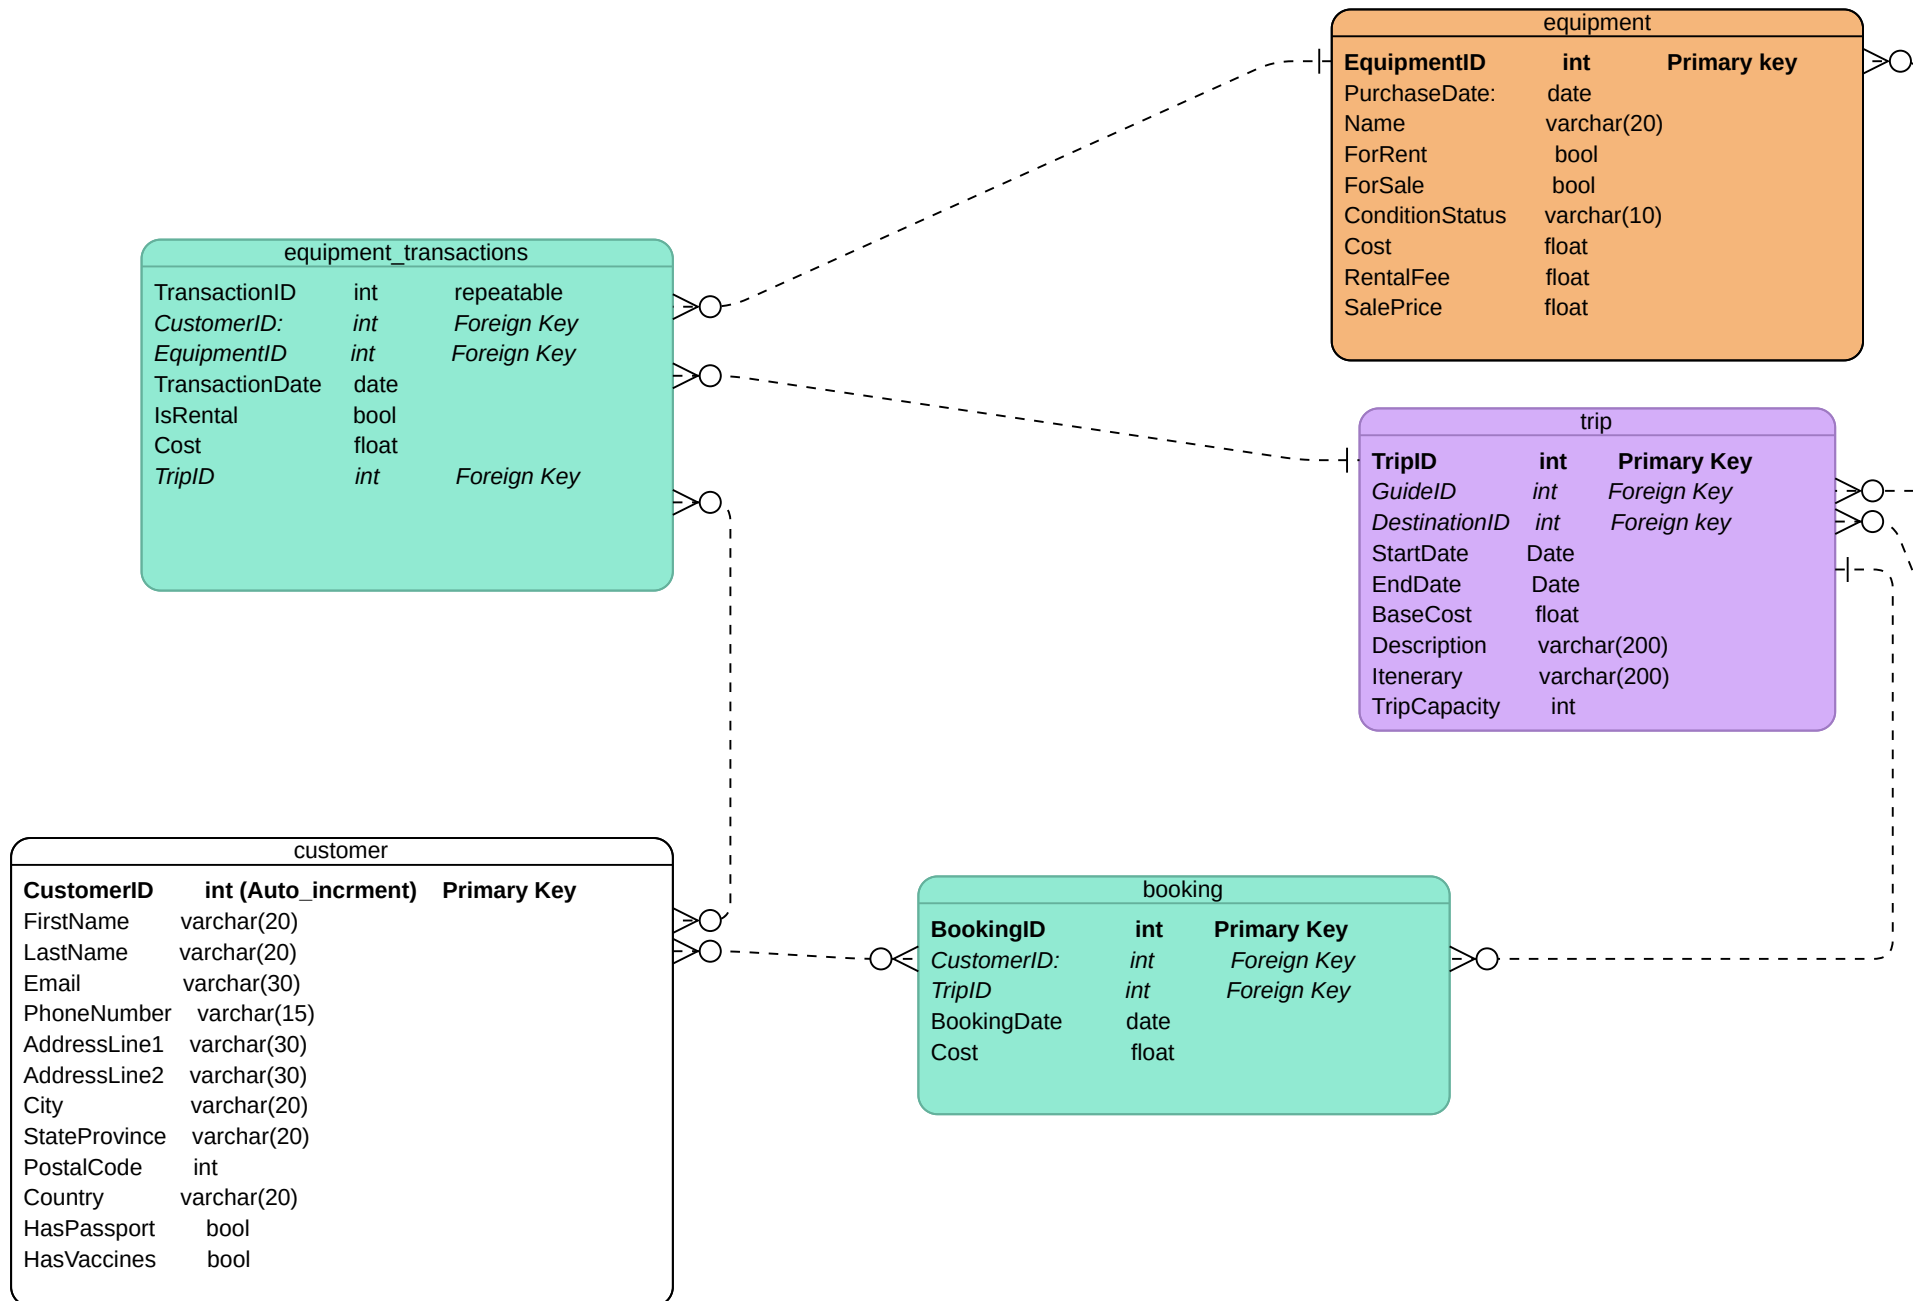 equipment
EquipmentID int Primary key
PurchaseDate: date
Name varchar(20)
ForRent bool
ForSale bool
ConditionStatus varchar(10)
Cost float
RentalFee float
SalePrice float
equipment_transactions
TransactionID int repeatable
CustomerID: int Foreign Key
EquipmentID int Foreign Key
TransactionDate date
IsRental bool
Cost float
TripID int Foreign Key
trip
TripID int Primary Key
GuideID int Foreign Key
DestinationID int Foreign key
StartDate Date
EndDate Date
BaseCost float
Description varchar(200)
Itenerary varchar(200)
TripCapacity int
customer
CustomerID int (Auto_incrment) Primary Key
FirstName varchar(20)
LastName varchar(20)
Email varchar(30)
PhoneNumber varchar(15)
AddressLine1 varchar(30)
AddressLine2 varchar(30)
City varchar(20)
StateProvince varchar(20)
PostalCode int
Country varchar(20)
HasPassport bool
HasVaccines bool
booking
BookingID int Primary Key
CustomerID: int Foreign Key
TripID int Foreign Key
BookingDate date
Cost float